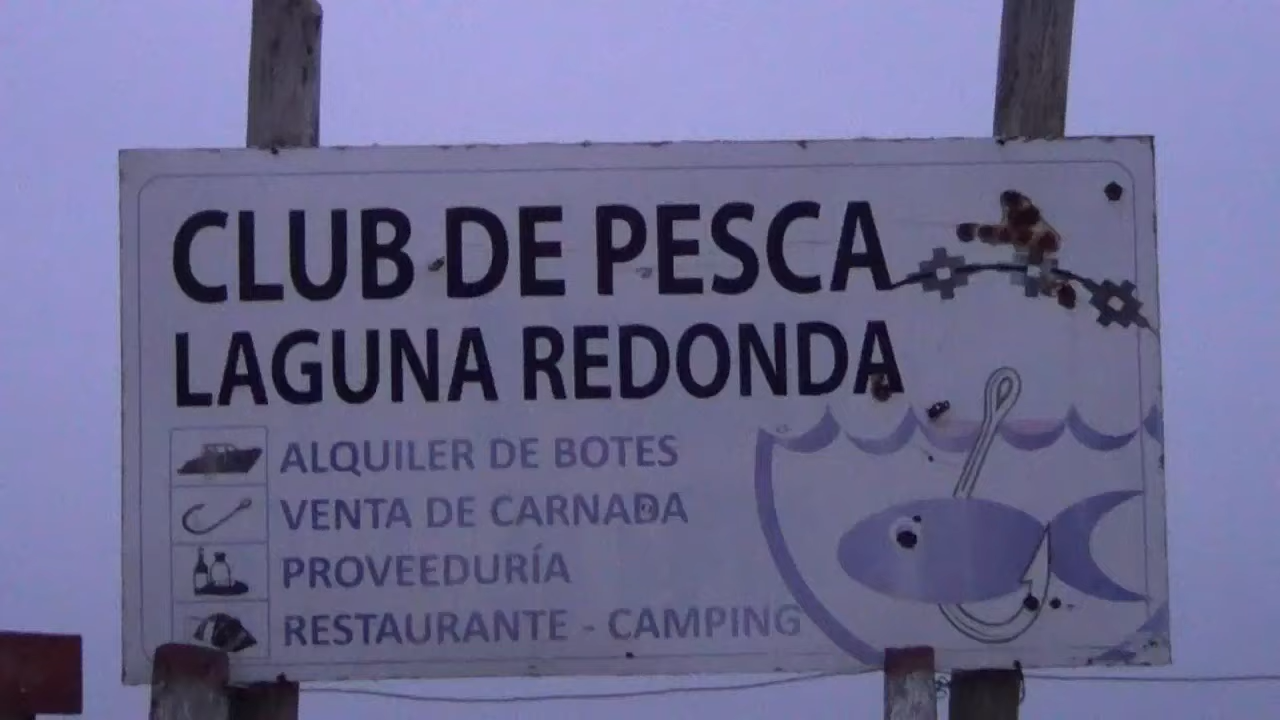 CLUB DE PESCA
LAGUNA REDONDA
ALQUILER DE BOTES
VENTA DE CARNADA
PROVEEDURÍA
RESTAURANTE - CAMPING